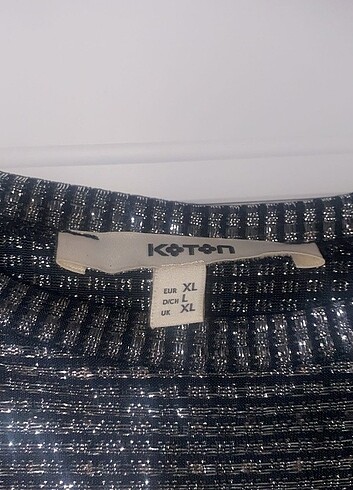 KOTON
EUR XL
D/CH L
UK XL